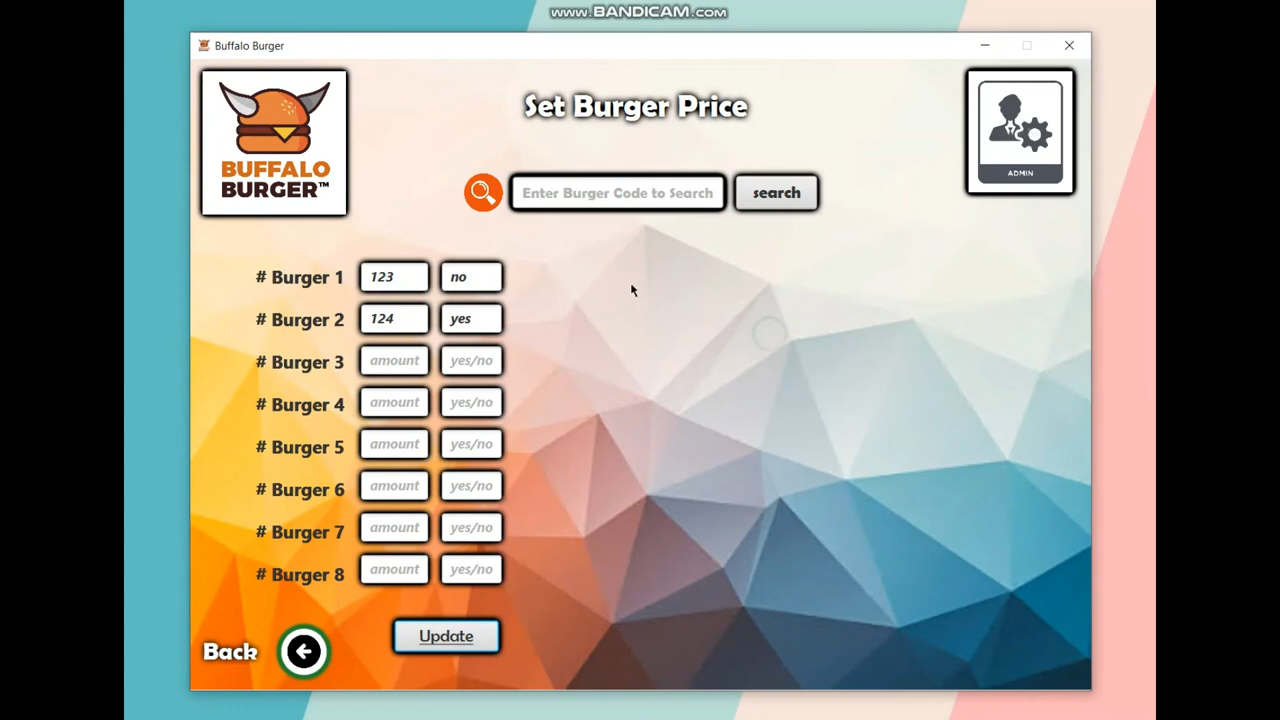 www.BANDICAM.com
Buffalo Burger
BUFFALO
BURGER™
Set Burger Price
ADMIN
Enter Burger Code to Search search
# Burger 1 123 no
# Burger 2 124 yes
# Burger 3 amount yes/no
# Burger 4 amount yes/no
# Burger 5 amount yes/no
# Burger 6 amount yes/no
# Burger 7 amount yes/no
# Burger 8 amount yes/no
Update
Back